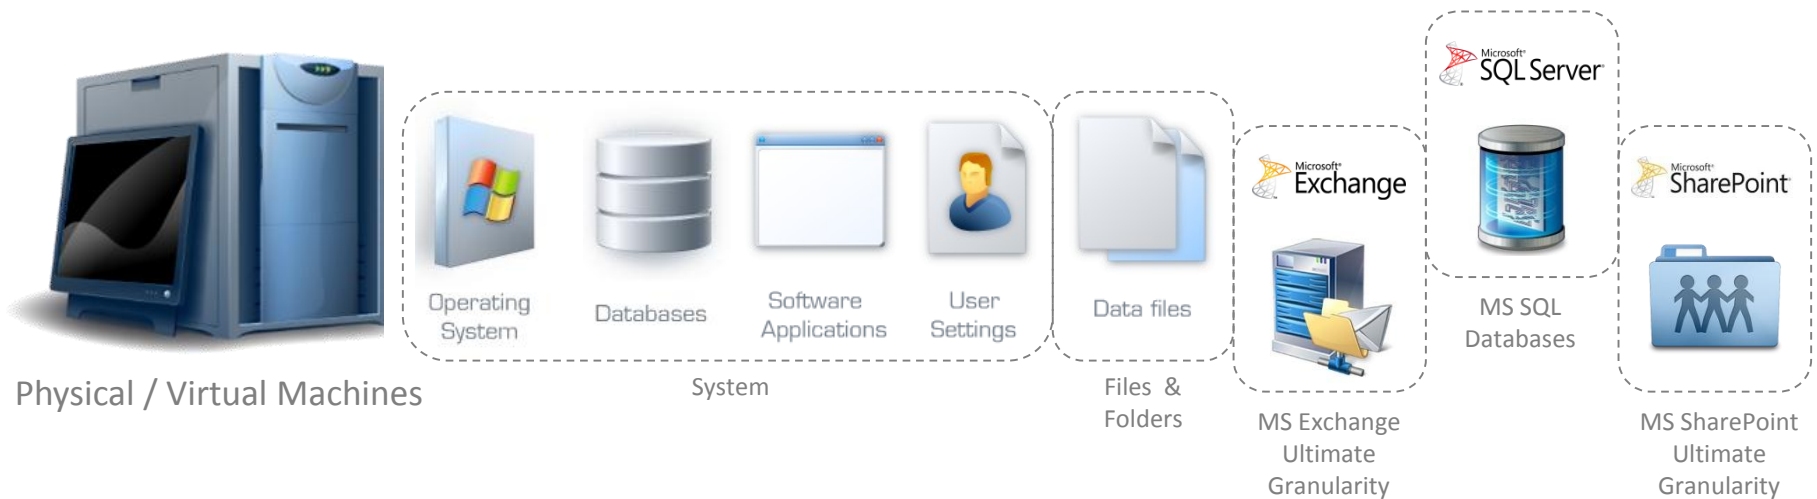 Physical / Virtual Machines
Operating
System
Databases
Software
Applications
User
Settings
System
Data files
Files &
Folders
Microsoft®
Exchange
MS Exchange
Ultimate
Granularity
Microsoft®
SQL Server®
MS SQL
Databases
Microsoft®
SharePoint®
MS SharePoint
Ultimate
Granularity